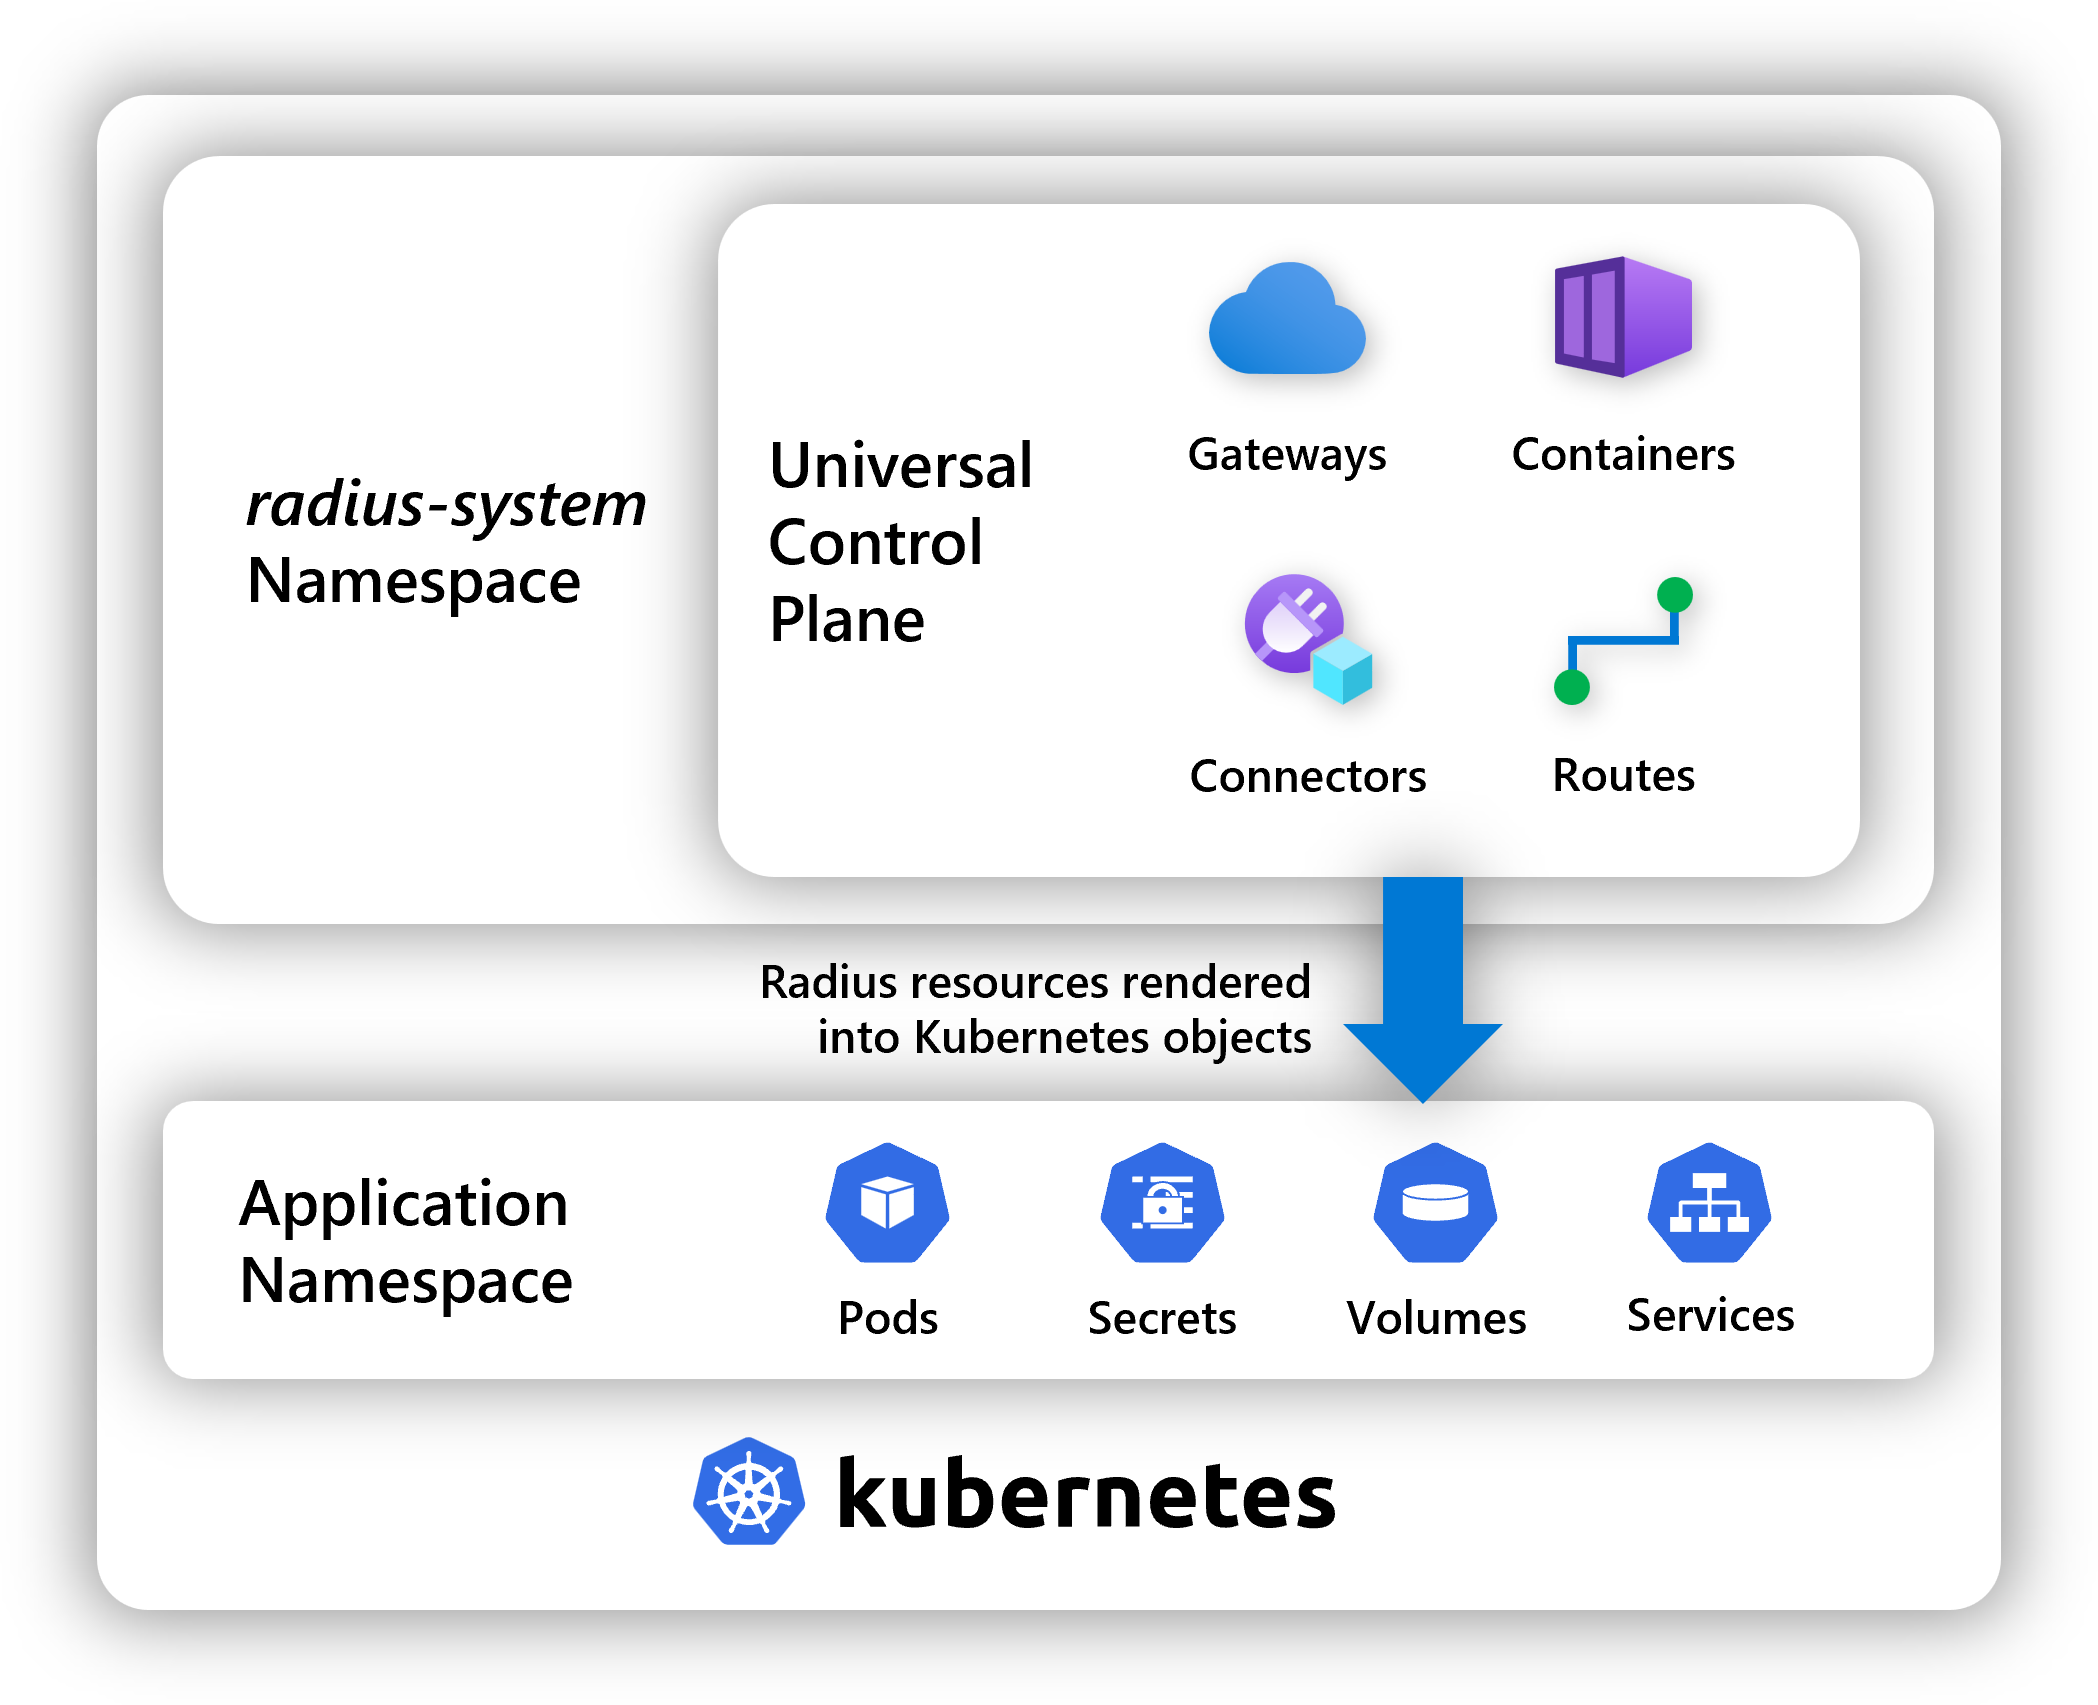 radius-system
Namespace
Universal
Control
Plane
Gateways
Containers
Connectors
Routes
Radius resources rendered
into Kubernetes objects
Application
Namespace
Pods
Secrets
Volumes
Services
kubernetes